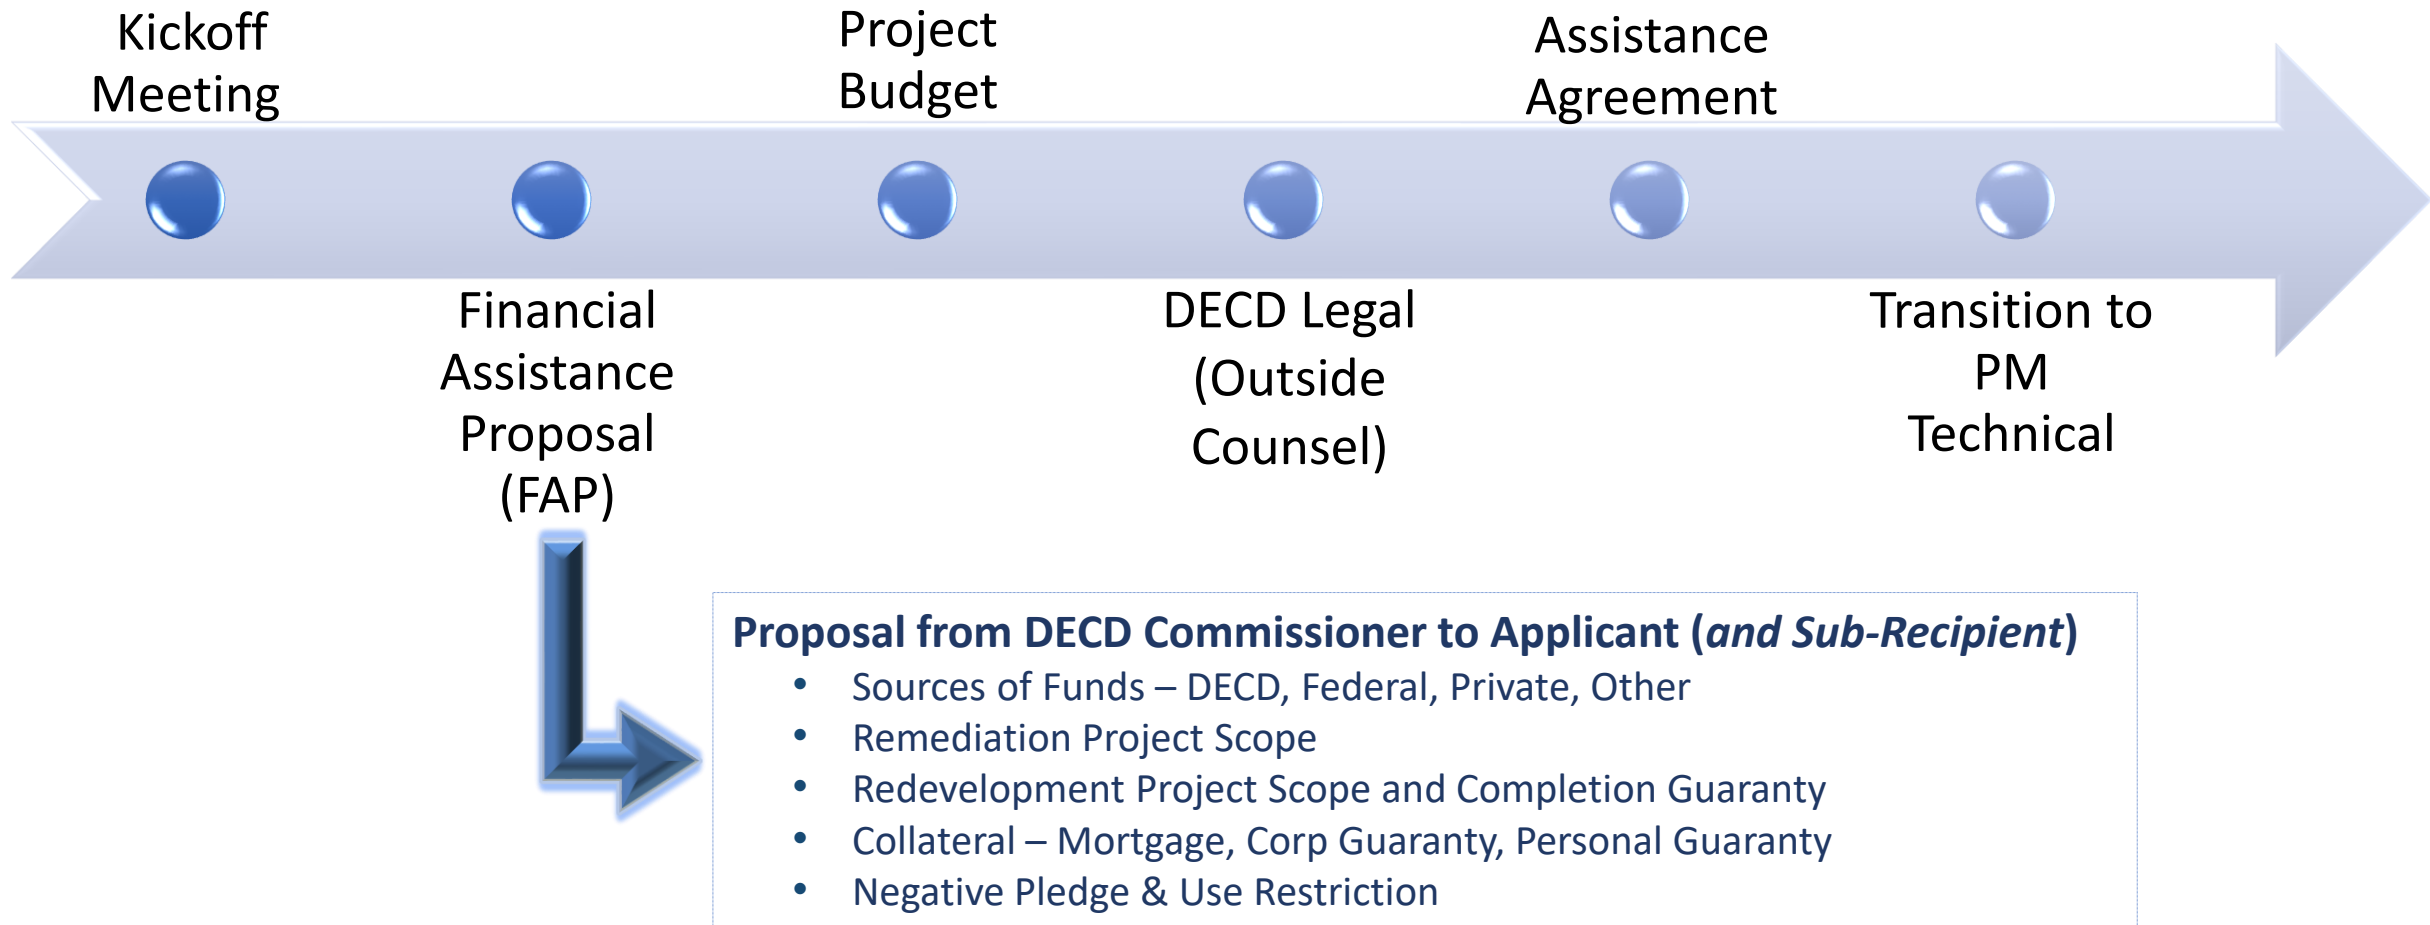 Kickoff
Meeting
Project
Budget
Assistance
Agreement
Financial
Assistance
Proposal
(FAP)
DECD Legal
(Outside
Counsel)
Transition to
PM
Technical
Proposal from DECD Commissioner to Applicant (and Sub-Recipient)
• Sources of Funds – DECD, Federal, Private, Other
• Remediation Project Scope
• Redevelopment Project Scope and Completion Guaranty
• Collateral – Mortgage, Corp Guaranty, Personal Guaranty
• Negative Pledge & Use Restriction